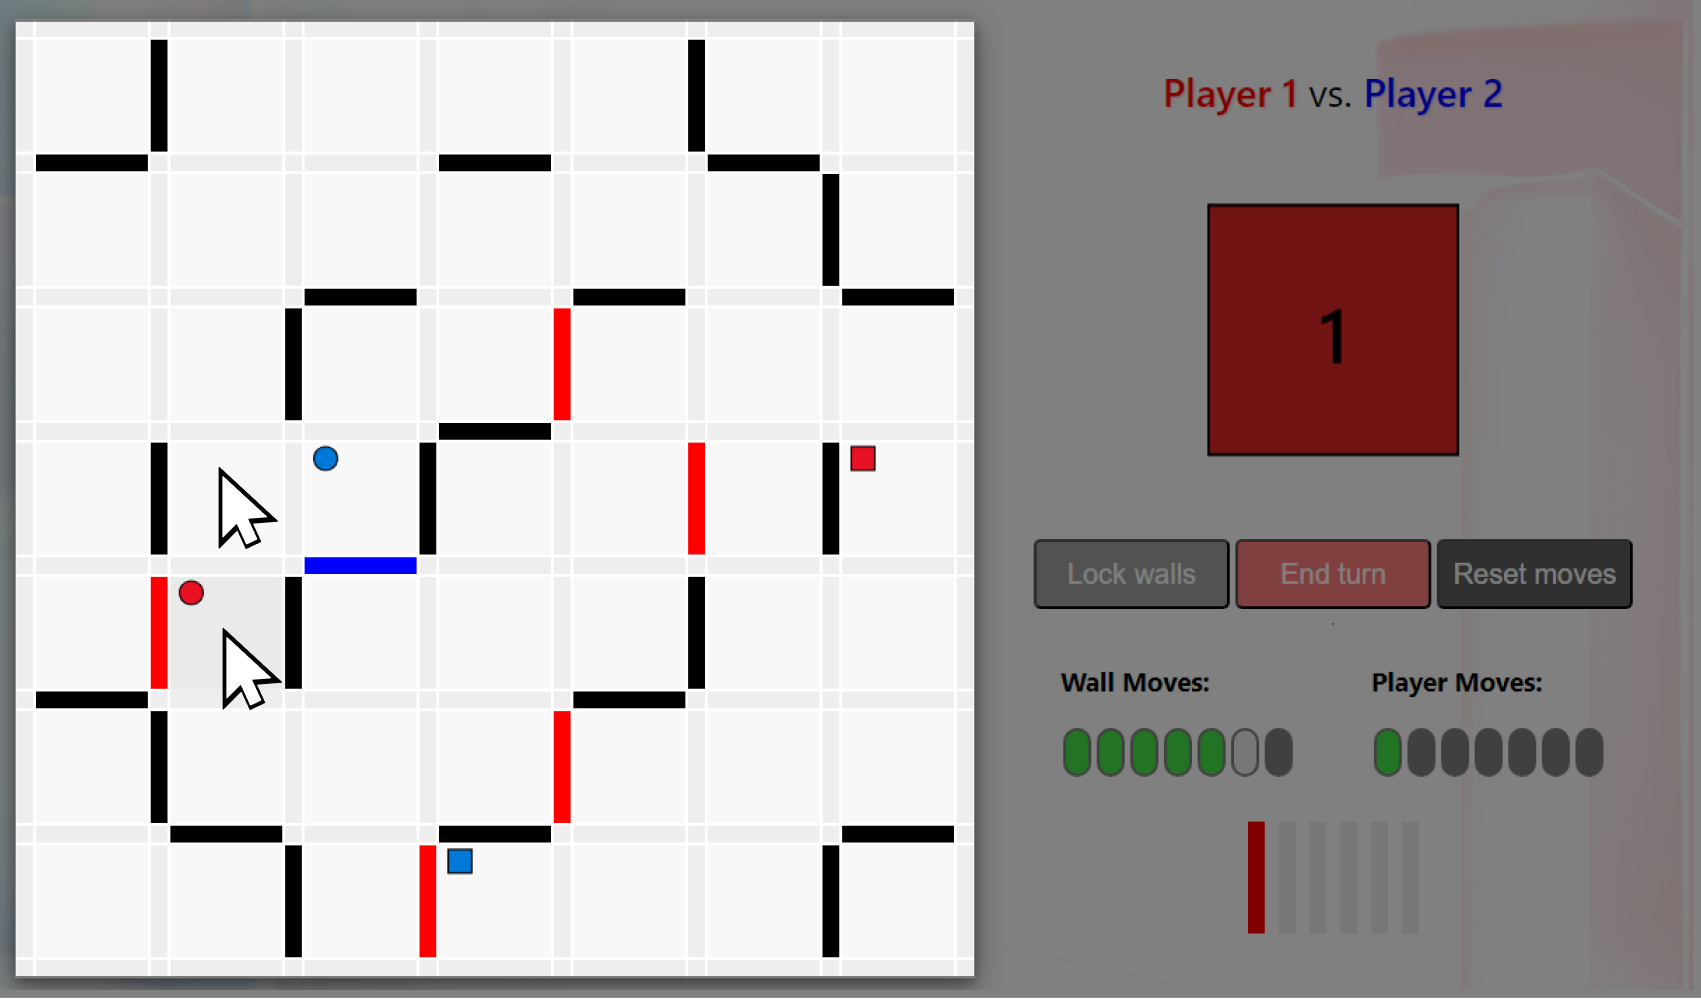 Player 1 vs. Player 2
1
Lock walls
End turn
Reset moves
Wall Moves:
Player Moves: